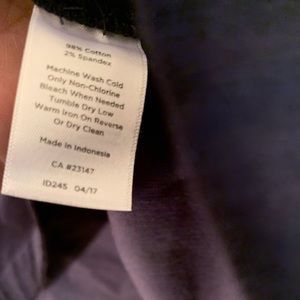 98% Cotton
2% Spandex
Machine Wash Cold
Only Non-Chlorine
Bleach When Needed
Tumble Dry Low
Warm Iron On Reverse
Or Dry Clean
Made in Indonesia
CA #23147
ID245 04/17